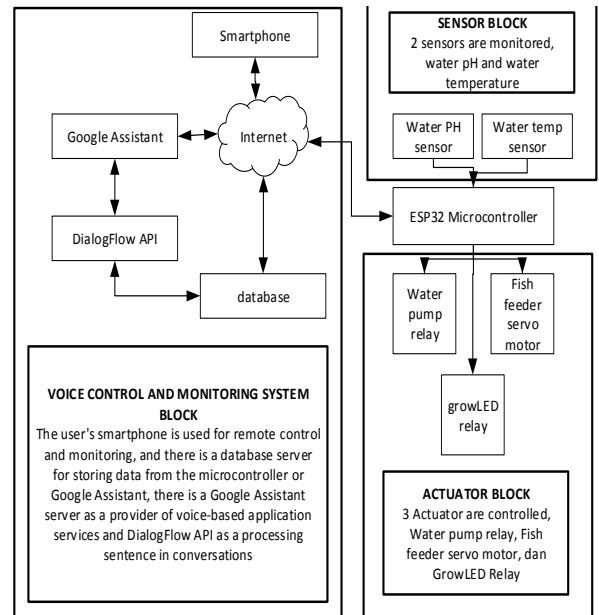 Smartphone
Google Assistant
Internet
DialogFlow API
database
VOICE CONTROL AND MONITORING SYSTEM
BLOCK
The user's smartphone is used for remote control
and monitoring, and there is a database
server for storing data from the microcontroller or
Google Assistant, there is a Google Assistant
server as a provider of voice-based application
services and DialogFlow API as a processing
sentence in conversations
SENSOR BLOCK
2 sensors are monitored,
water pH and water
temperature
Water PH
sensor
Water temp
sensor
ESP32 Microcontroller
Water
pump
relay
Fish
feeder
servo
motor
growLED
relay
ACTUATOR BLOCK
3 Actuator are controlled,
Water pump relay, Fish
feeder servo motor, dan
GrowLED Relay